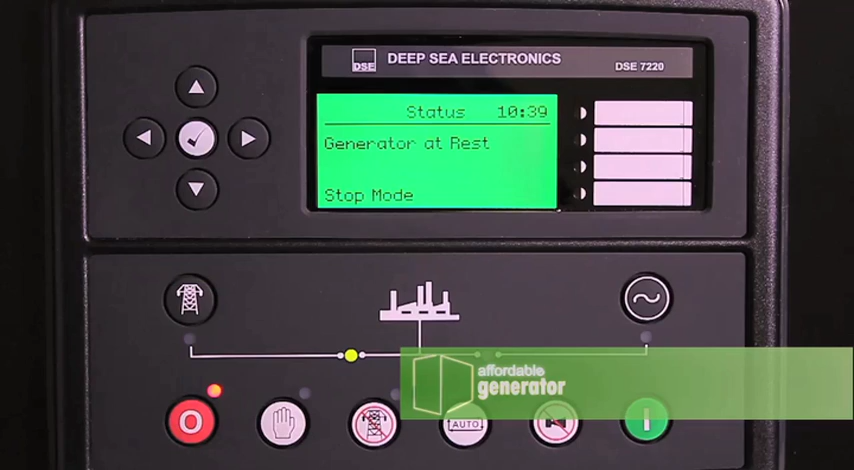 DSE
DEEP SEA ELECTRONICS
DSE 7220
Status 10:39
Generator at Rest
Stop Mode
affordable
generator
O
AUTO
I